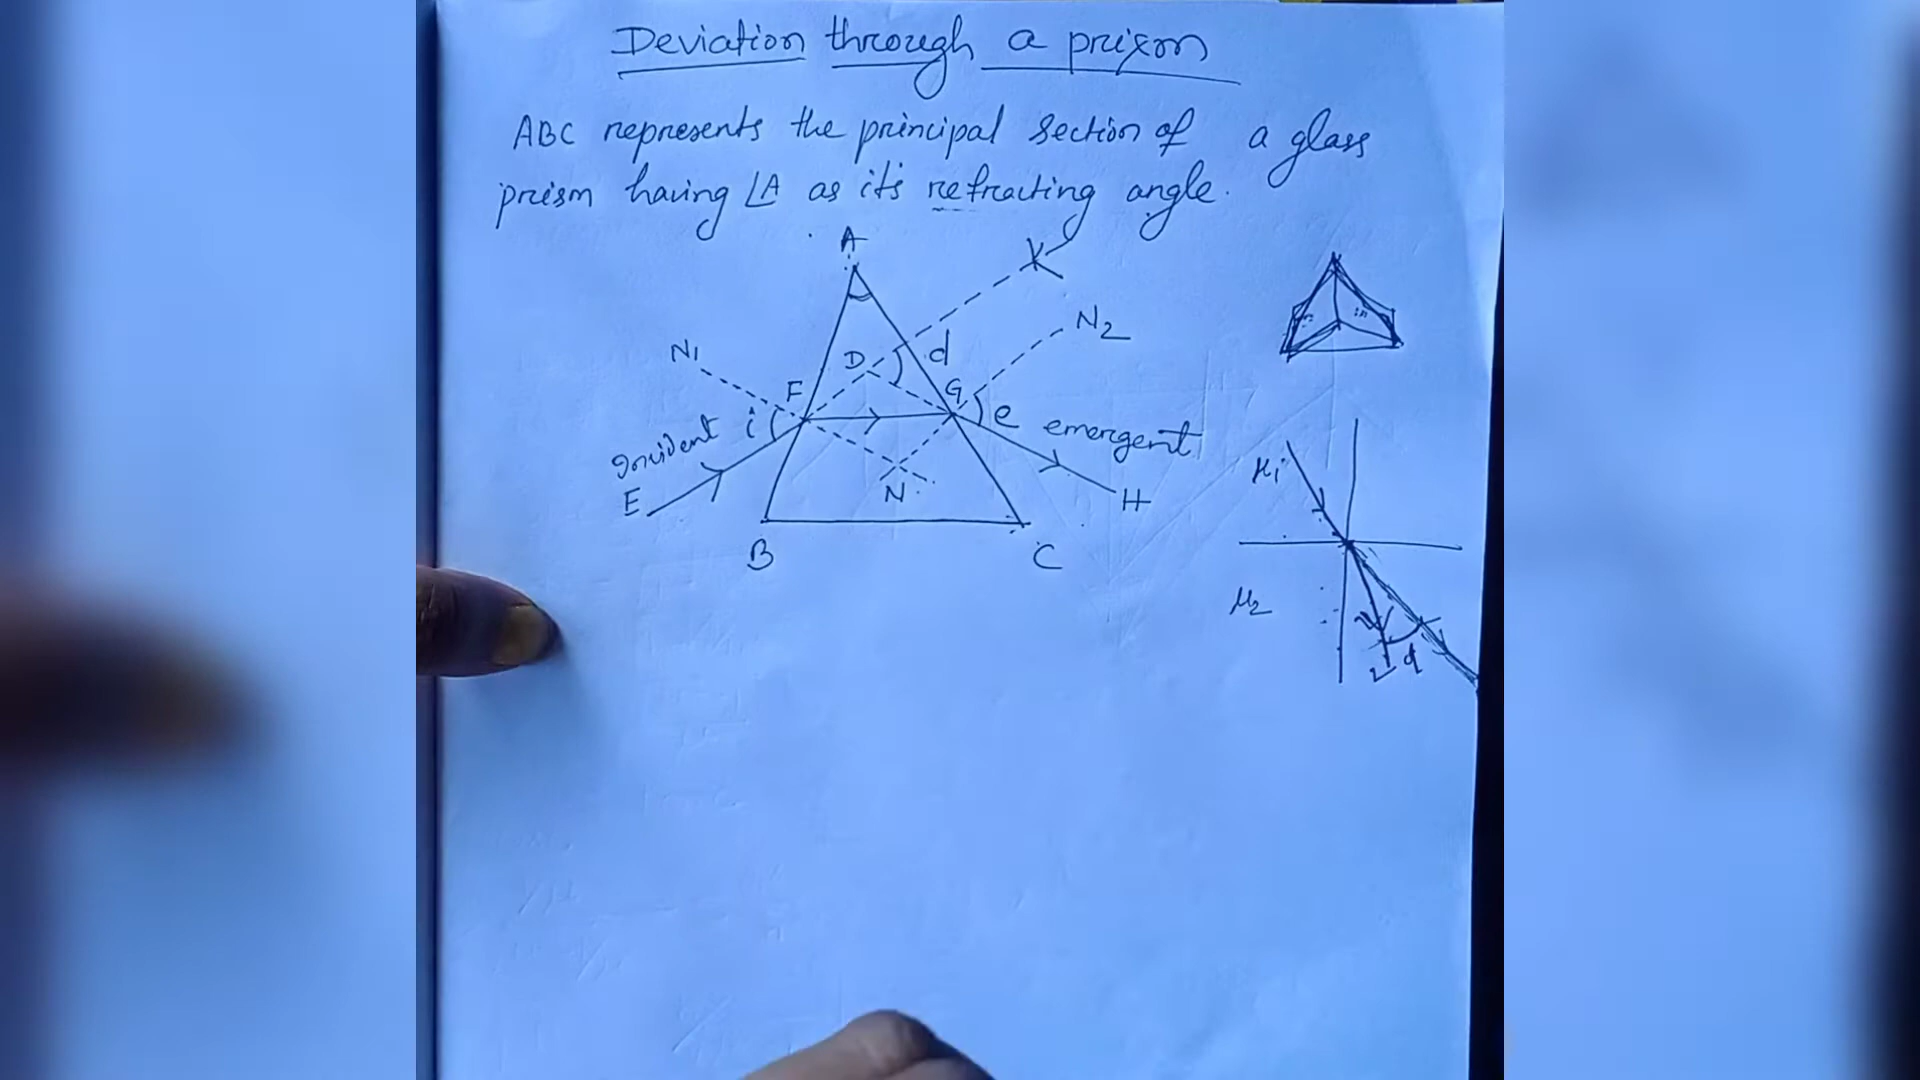 Deviation through a prism
ABC represents the principal section of a glass
prism having ∠A as its refracting angle.
A
K
N1
N2
D
d
F
G
i
e
Incident
emergent
E
N
H
B
C
μ1
μ2
d